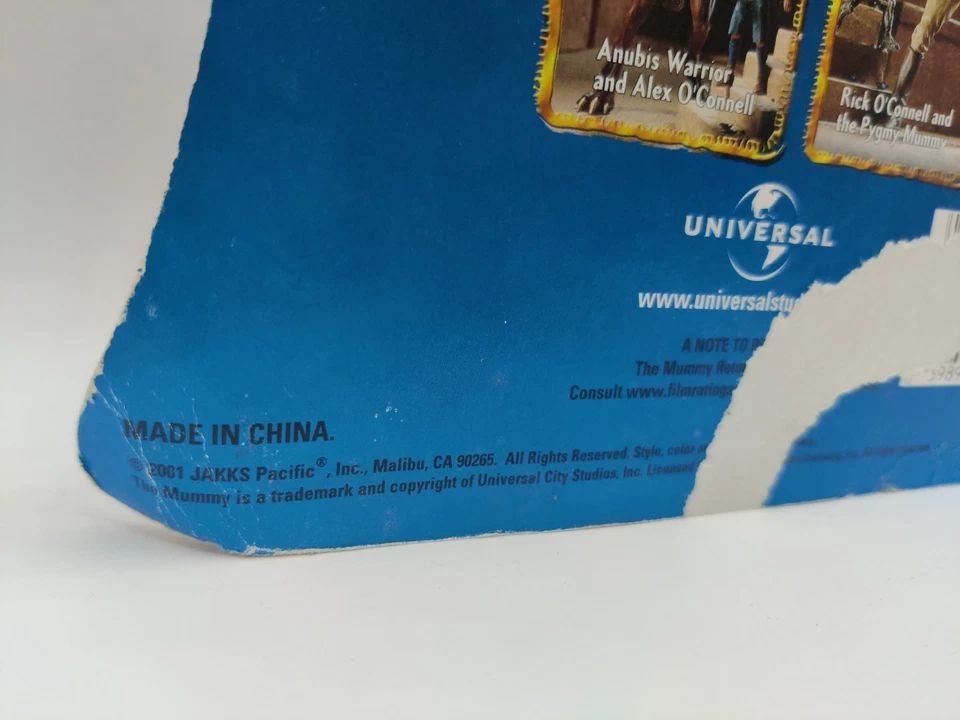 Anubis Warrior
and Alex O'Connell
Rick O'Connell and
the Pygmy Mummy
UNIVERSAL
www.universalstu
A NOTE TO
The Mummy
Consult www.filmratings
MADE IN CHINA.
© 2001 JAKKS Pacific®, Inc., Malibu, CA 90265. All Rights Reserved. Style, color
The Mummy is a trademark and copyright of Universal City Studios, Inc. Licensed